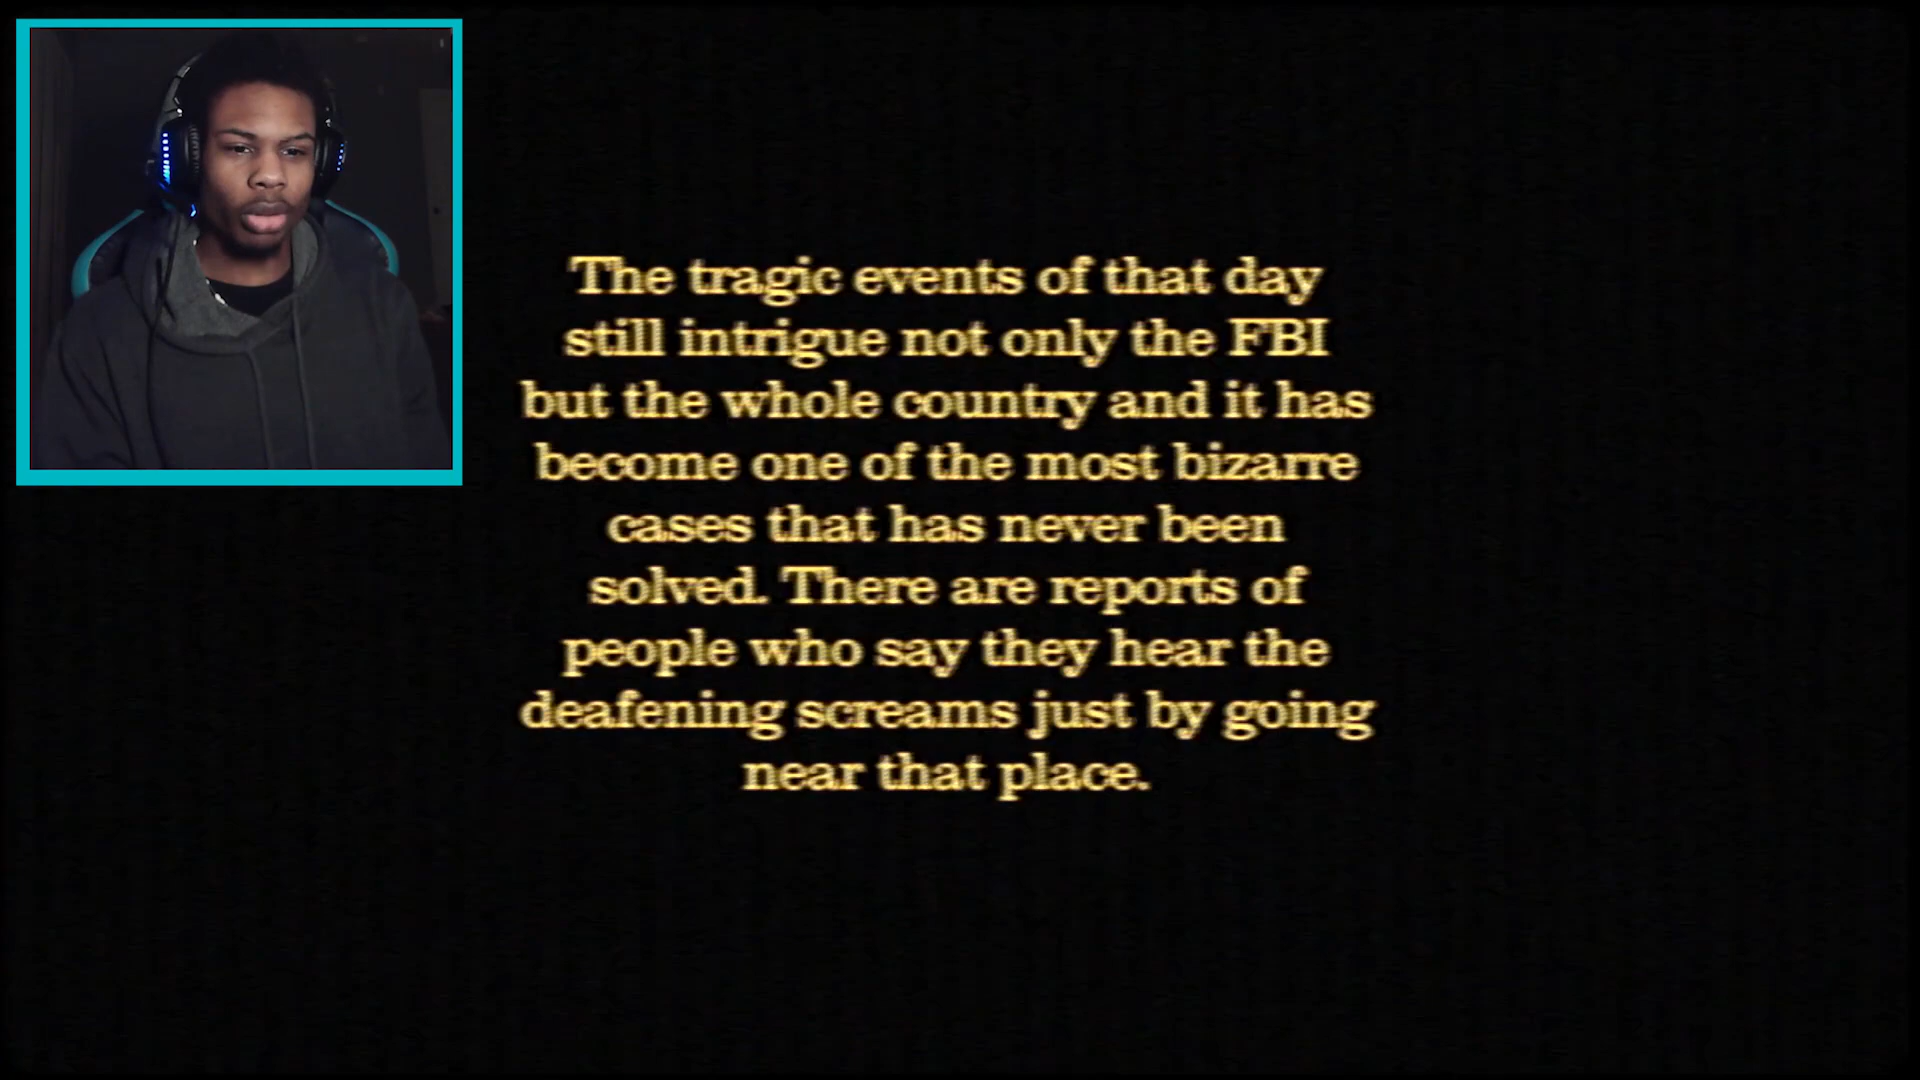 The tragic events of that day
still intrigue not only the FBI
but the whole country and it has
become one of the most bizarre
cases that has never been
solved. There are reports of
people who say they hear the
deafening screams just by going
near that place.